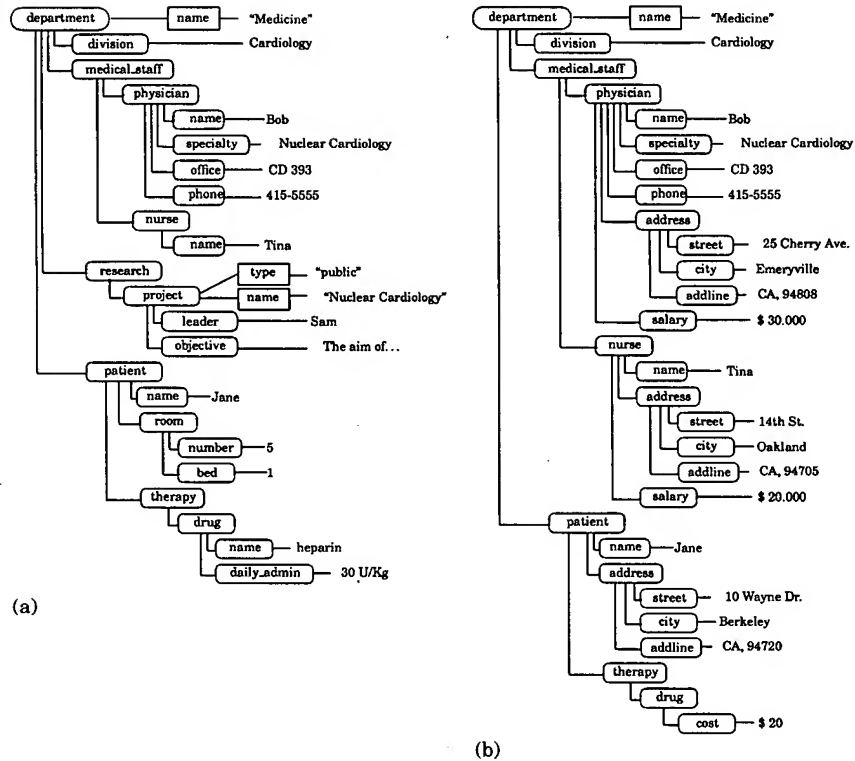 department name "Medicine"
division Cardiology
medical_staff
physician
name Bob
specialty Nuclear Cardiology
office CD 393
phone 415-5555
nurse
name Tina
research
type "public"
project
name "Nuclear Cardiology"
leader Sam
objective The aim of...
patient
name Jane
room
number 5
bed 1
therapy
drug
name heparin
daily_admin 30 U/Kg
(a)
department name "Medicine"
division Cardiology
medical_staff
physician
name Bob
specialty Nuclear Cardiology
office CD 393
phone 415-5555
address
street 25 Cherry Ave.
city Emeryville
addline CA, 94808
salary $ 30.000
nurse
name Tina
address
street 14th St.
city Oakland
addline CA, 94705
salary $ 20.000
patient
name Jane
address
street 10 Wayne Dr.
city Berkeley
addline CA, 94720
therapy
drug
cost $ 20
(b)